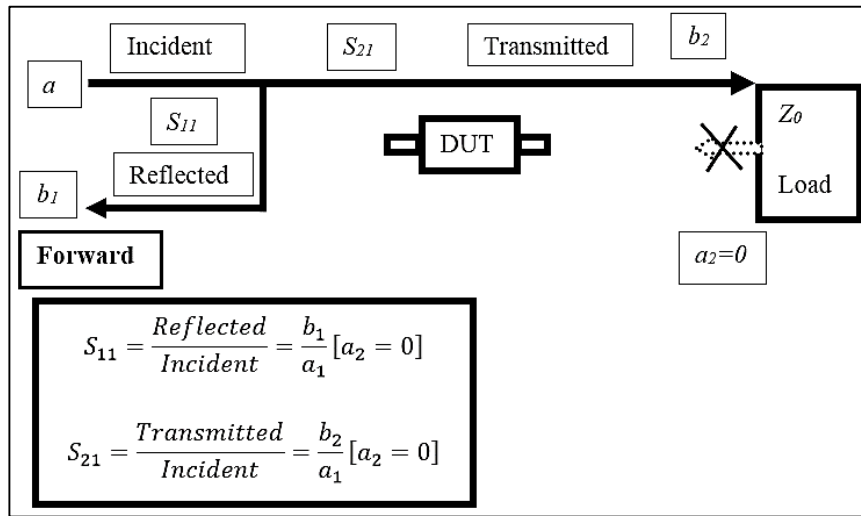 Incident S₂₁ Transmitted b₂
a
S₁₁
Z₀
DUT
Reflected
Load
b₁
Forward
a₂=0
S₁₁ = Reflected/Incident = b₁/a₁ [a₂ = 0]
S₂₁ = Transmitted/Incident = b₂/a₁ [a₂ = 0]